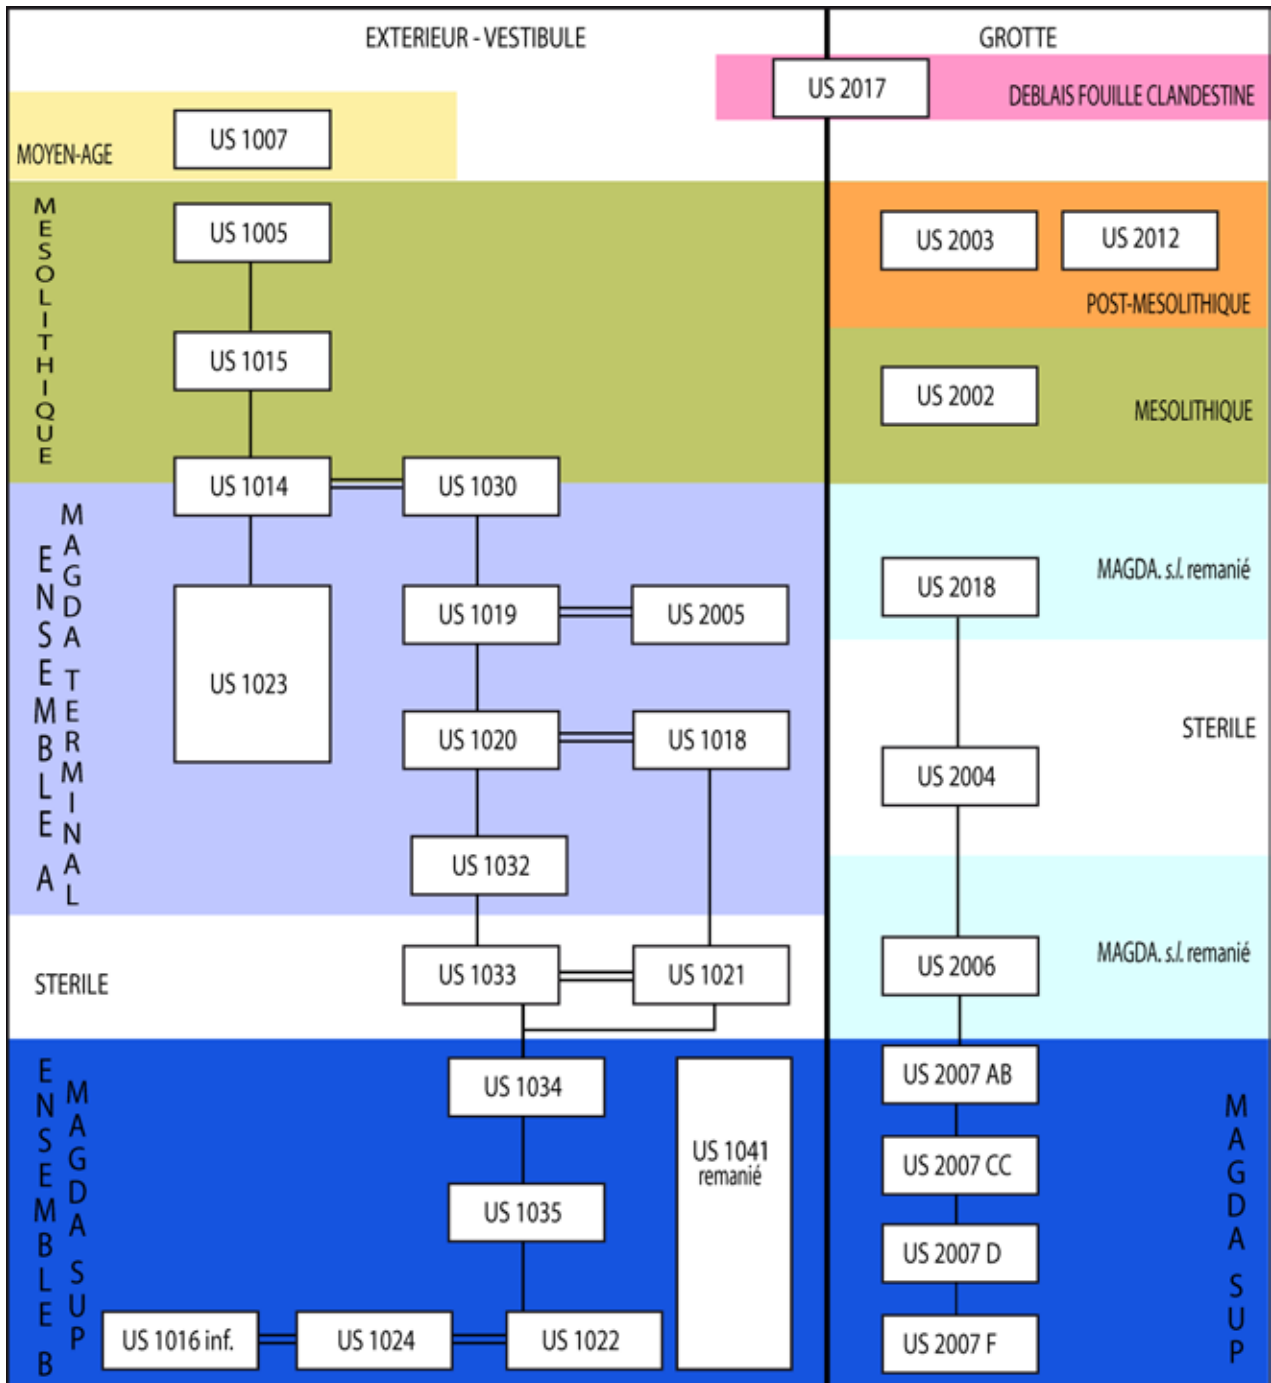 EXTERIEUR - VESTIBULE
GROTTE
US 2017
DEBLAIS FOUILLE CLANDESTINE
US 1007
MOYEN-AGE
MESOLITHIQUE
US 1005
US 2003
US 2012
POST-MESOLITHIQUE
US 1015
US 2002
MESOLITHIQUE
US 1014
US 1030
ENSEMBLE A
MAGDA TERMINAL
US 2018
MAGDA. s.l. remanié
US 1019
US 2005
US 1023
US 1020
US 1018
STÉRILE
US 2004
US 1032
US 1033
US 1021
US 2006
MAGDA. s.l. remanié
STERILE
ENSEMBLE B
MAGDA SUP
US 1034
US 1041
remanié
US 1035
US 1016 inf.
US 1024
US 1022
US 2007 AB
US 2007 CC
US 2007 D
US 2007 F
MAGDA SUP